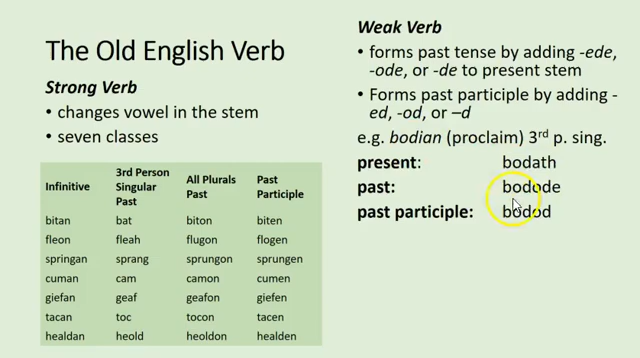 The Old English Verb
Strong Verb
• changes vowel in the stem
• seven classes
Infinitive 3rd Person Singular Past All Plurals Past Past Participle
bitan bat biton biten
fleon fleah flugon flogen
springan sprang sprungon sprungen
cuman cam camon cumen
giefan geaf geafon giefen
tacan toc tocon tacen
healdan heold heoldon healden
Weak Verb
• forms past tense by adding -ede,
-ode, or -de to present stem
• Forms past participle by adding -
ed, -od, or –d
e.g. bodian (proclaim) 3rd p. sing.
present: bodath
past: bodode
past participle: bodod